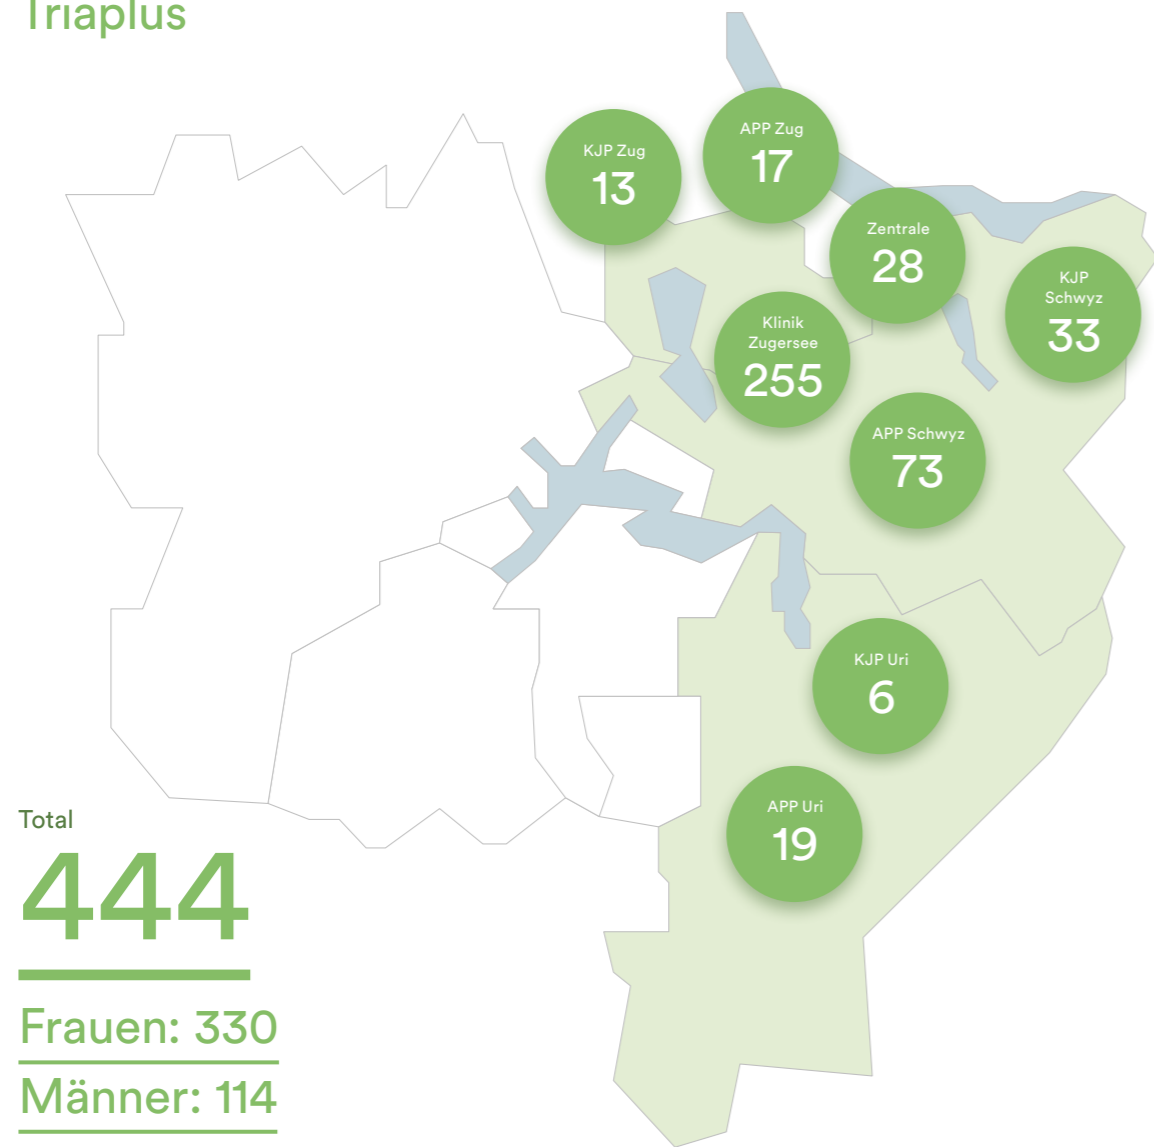 Triaplus
KJP Zug
13
APP Zug
17
Zentrale
28
KJP
Schwyz
33
Klinik
Zugersee
255
APP Schwyz
73
KJP Uri
6
APP Uri
19
Total
444
Frauen: 330
Männer: 114